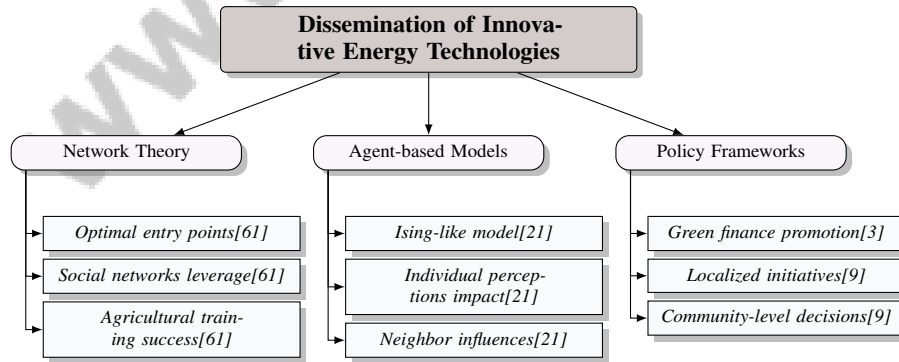 Dissemination of Innova-
tive Energy Technologies
Network Theory
Agent-based Models
Policy Frameworks
Optimal entry points[61]
Social networks leverage[61]
Agricultural train-
ing success[61]
Ising-like model[21]
Individual percep-
tions impact[21]
Neighbor influences[21]
Green finance promotion[3]
Localized initiatives[9]
Community-level decisions[9]